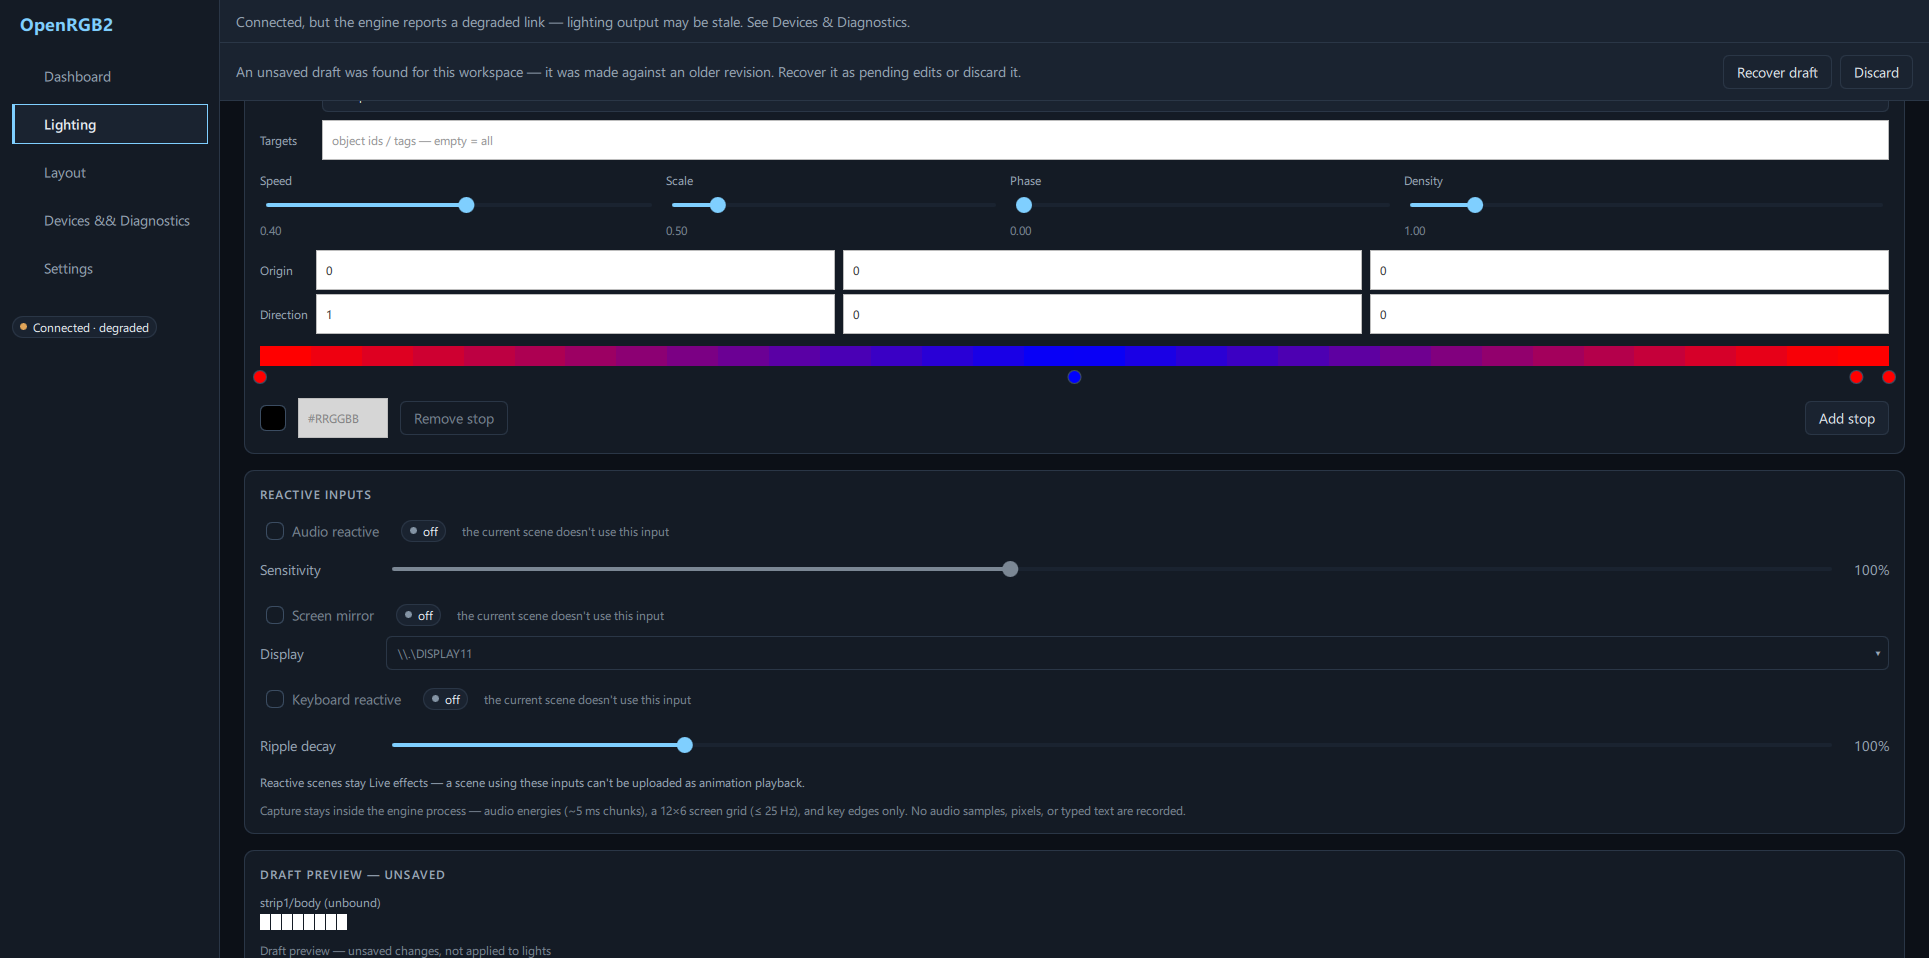 OpenRGB2
Dashboard
Lighting
Layout
Devices && Diagnostics
Settings
Connected · degraded
Connected, but the engine reports a degraded link — lighting output may be stale. See Devices & Diagnostics.
An unsaved draft was found for this workspace — it was made against an older revision. Recover it as pending edits or discard it.
Recover draft
Discard
Targets
object ids / tags — empty = all
Speed
Scale
Phase
Density
0.40
0.50
0.00
1.00
Origin
0
0
0
Direction
1
0
0
#RRGGBB
Remove stop
Add stop
REACTIVE INPUTS
Audio reactive
off
the current scene doesn't use this input
Sensitivity
100%
Screen mirror
off
the current scene doesn't use this input
Display
\\.\DISPLAY11
Keyboard reactive
off
the current scene doesn't use this input
Ripple decay
100%
Reactive scenes stay Live effects — a scene using these inputs can't be uploaded as animation playback.
Capture stays inside the engine process — audio energies (~5 ms chunks), a 12×6 screen grid (≤ 25 Hz), and key edges only. No audio samples, pixels, or typed text are recorded.
DRAFT PREVIEW — UNSAVED
strip1/body (unbound)
Draft preview — unsaved changes, not applied to lights